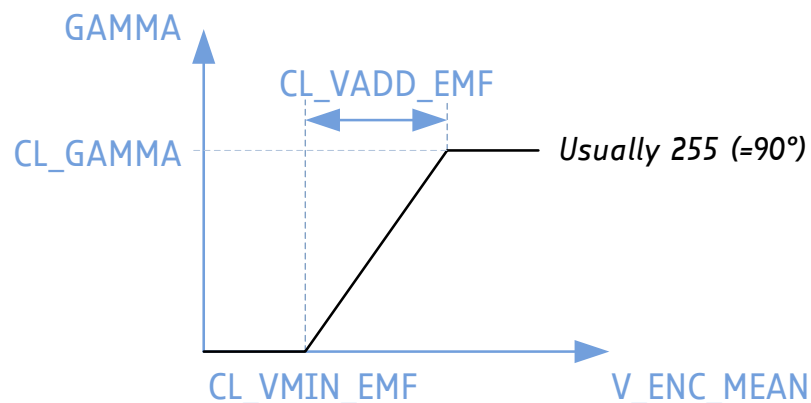 GAMMA
CL_VADD_EMF
CL_GAMMA
Usually 255 (=90°)
CL_VMIN_EMF
V_ENC_MEAN